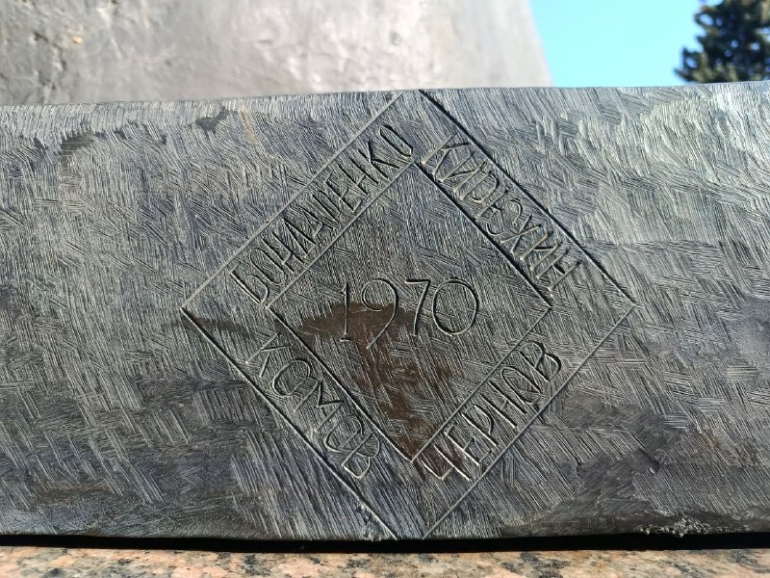 БОНДАРЕНКО
КИРЮХИН
1970
КОМОВ
ЧЕРНОВ